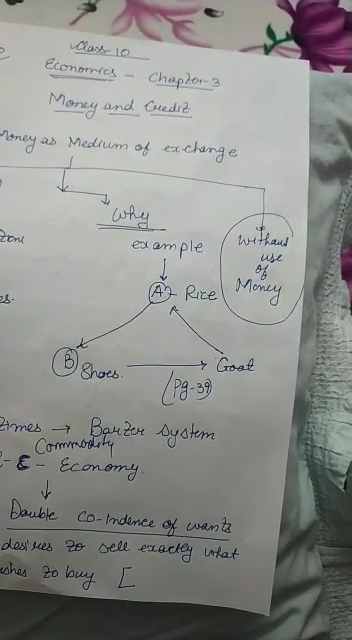 Class-10
Economics - Chapter-3
Money and Credit
Money as Medium of exchange
Why
example
without
use
of
Money
A - Rice
B Shoes. Goat
(Pg-39)
Times → Barter System
Commodity
C - Economy.
Double co-indence of wants
desires to sell exactly what
ishes to buy [